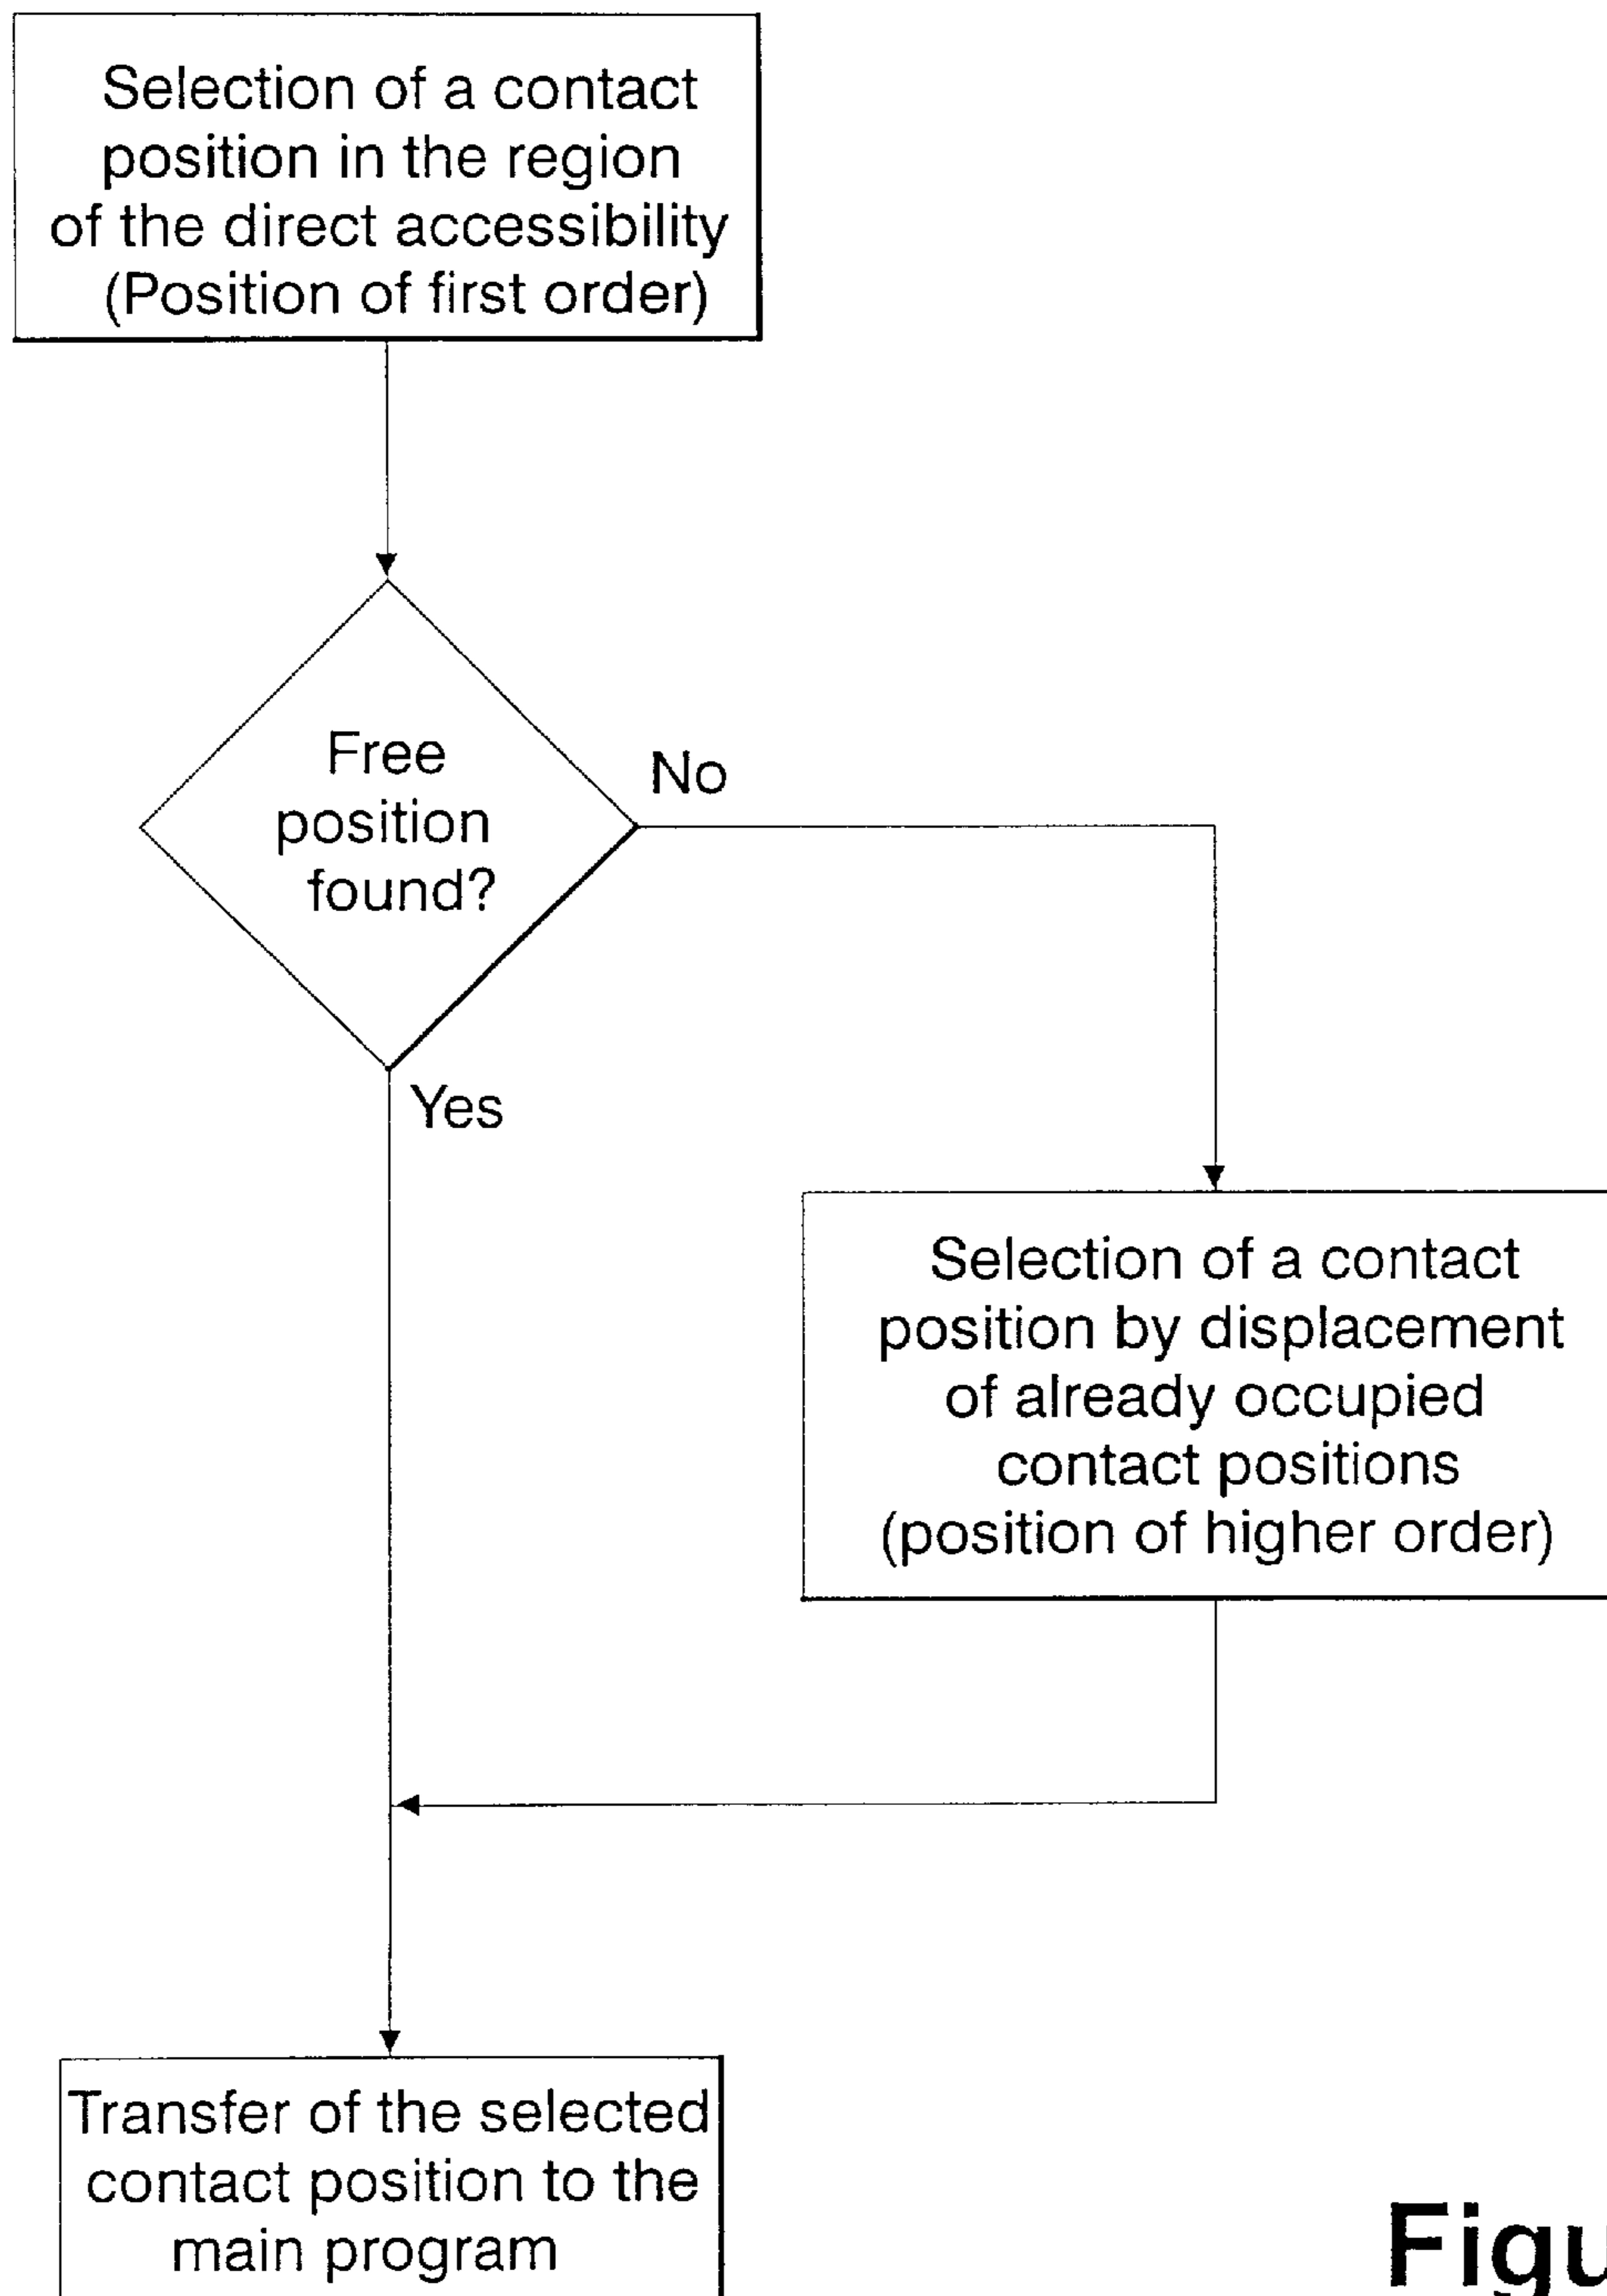 Selection of a contact
position in the region
of the direct accessibility
(Position of first order)
Free
position
found?
No
Yes
Selection of a contact
position by displacement
of already occupied
contact positions
(position of higher order)
Transfer of the selected
contact position to the
main program